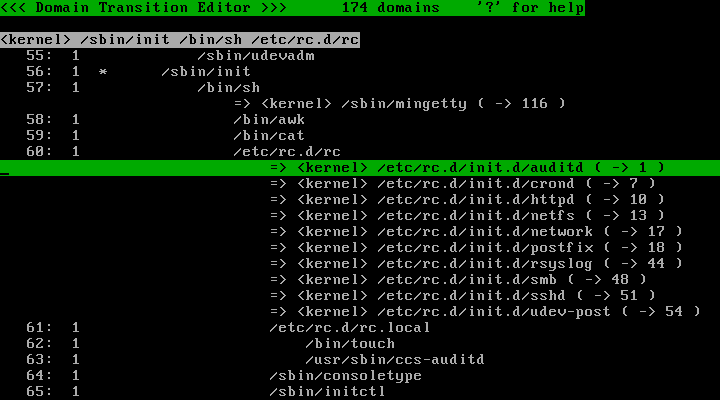 <<< Domain Transition Editor >>>      174 domains    '?' for help
<kernel> /sbin/init /bin/sh /etc/rc.d/rc
55:  1             /sbin/udevadm
56:  1  *      /sbin/init
57:  1             /bin/sh
=> <kernel> /sbin/mingetty ( -> 116 )
58:  1                 /bin/awk
59:  1                 /bin/cat
60:  1                 /etc/rc.d/rc
=> <kernel> /etc/rc.d/init.d/auditd ( -> 1 )
=> <kernel> /etc/rc.d/init.d/crond ( -> 7 )
=> <kernel> /etc/rc.d/init.d/httpd ( -> 10 )
=> <kernel> /etc/rc.d/init.d/netfs ( -> 13 )
=> <kernel> /etc/rc.d/init.d/network ( -> 17 )
=> <kernel> /etc/rc.d/init.d/postfix ( -> 18 )
=> <kernel> /etc/rc.d/init.d/rsyslog ( -> 44 )
=> <kernel> /etc/rc.d/init.d/smb ( -> 48 )
=> <kernel> /etc/rc.d/init.d/sshd ( -> 51 )
=> <kernel> /etc/rc.d/init.d/udev-post ( -> 54 )
61:  1                     /etc/rc.d/rc.local
62:  1                         /bin/touch
63:  1                         /usr/sbin/ccs-auditd
64:  1                     /sbin/consoletype
65:  1                     /sbin/initctl